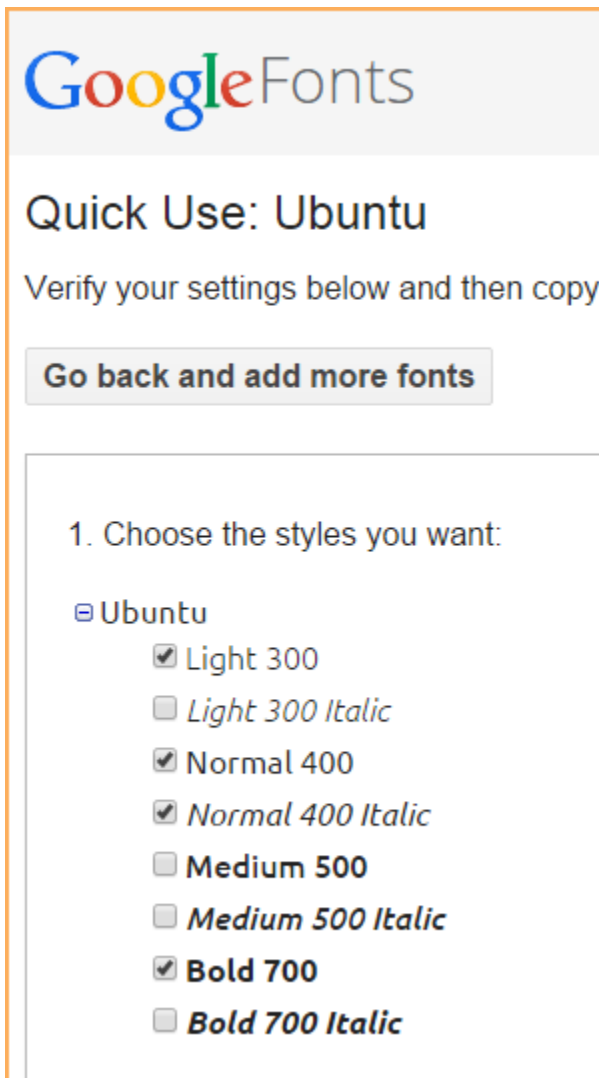 Google Fonts
Quick Use: Ubuntu
Verify your settings below and then copy
Go back and add more fonts
1. Choose the styles you want:
Ubuntu
Light 300
Light 300 Italic
Normal 400
Normal 400 Italic
Medium 500
Medium 500 Italic
Bold 700
Bold 700 Italic